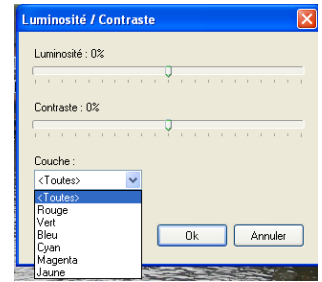 Luminosité / Contraste
Luminosité : 0%
Contraste : 0%
Couche :
<Toutes>
<Toutes>
Rouge
Vert
Bleu
Cyan
Magenta
Jaune
Ok Annuler